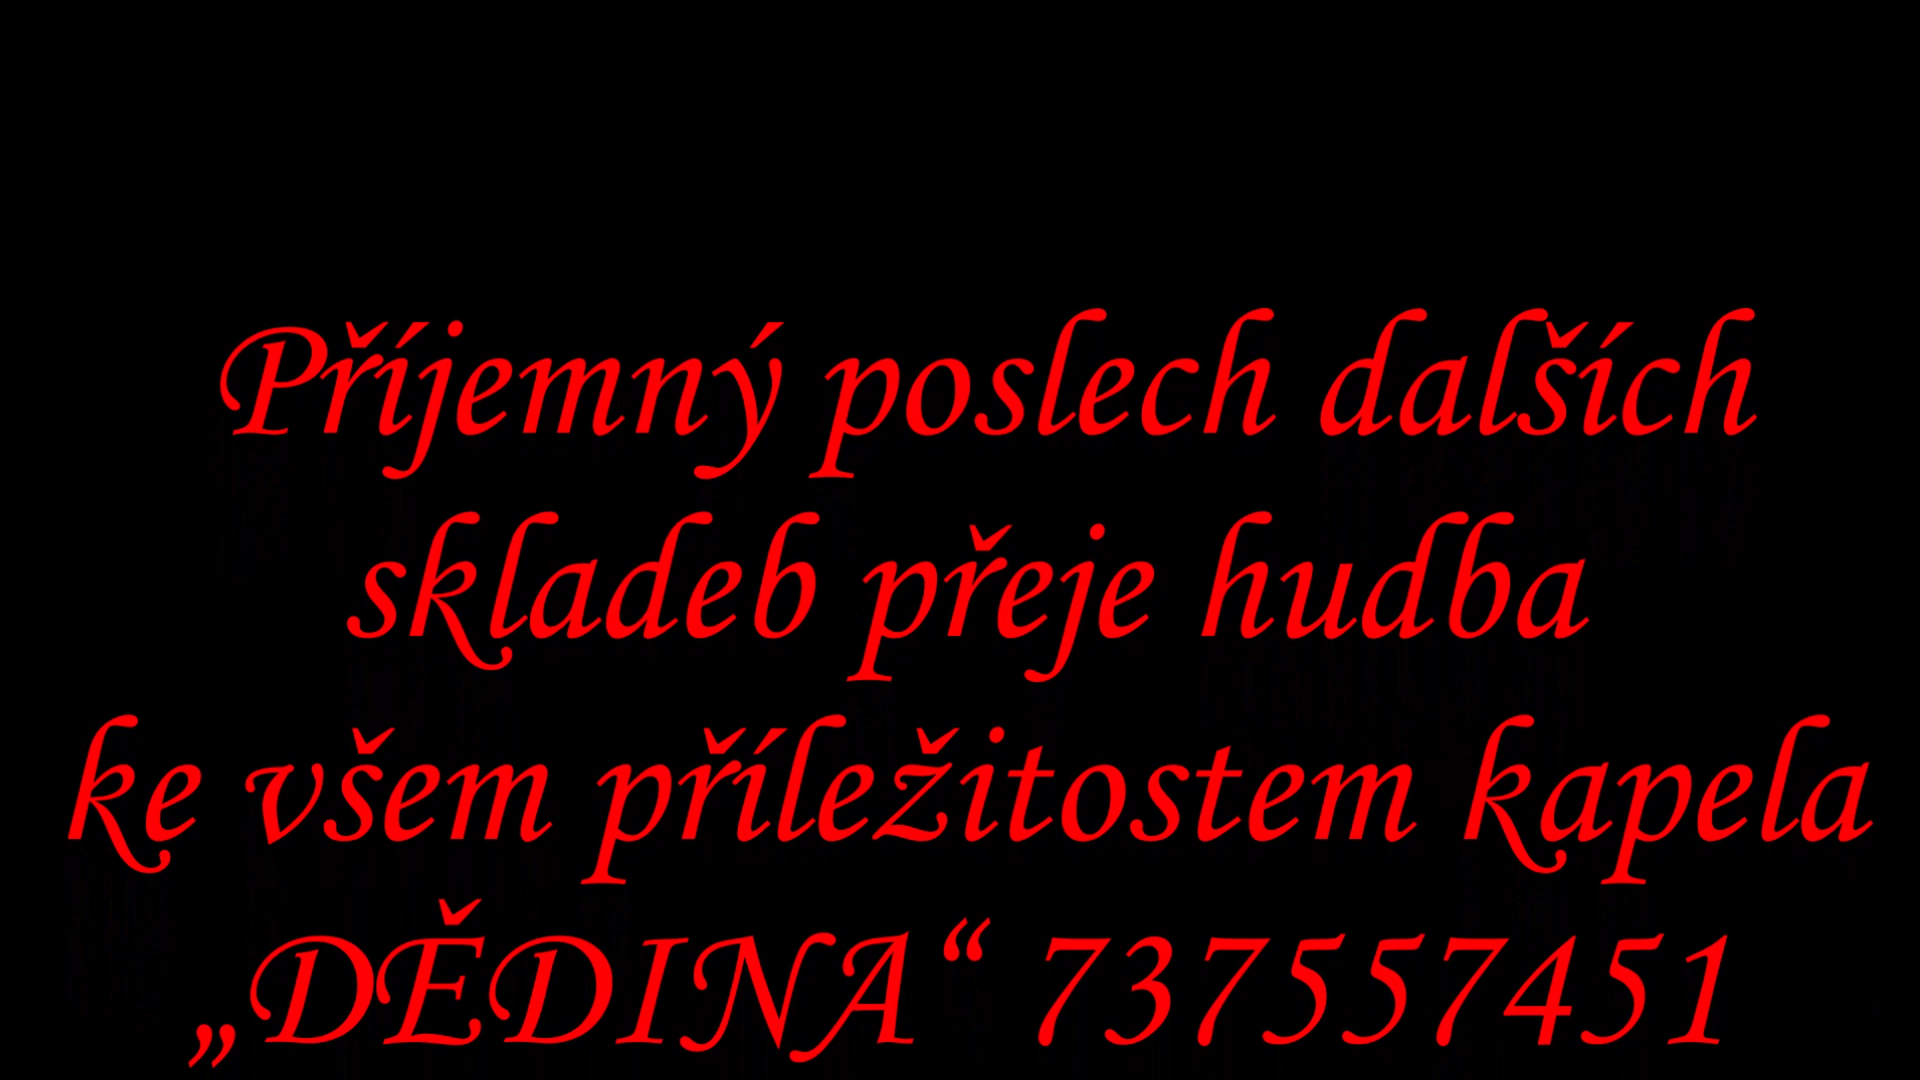 Příjemný poslech dalších
skladeb přeje hudba
ke všem příležitostem kapela
„DĚDINA“ 737557451